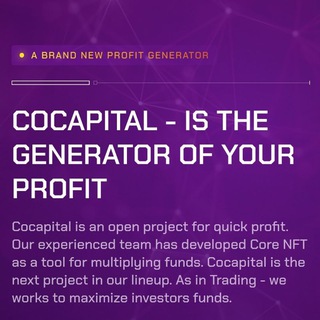 A BRAND NEW PROFIT GENERATOR
COCAPITAL - IS THE
GENERATOR OF YOUR
PROFIT
Cocapital is an open project for quick profit.
Our experienced team has developed Core NFT
as a tool for multiplying funds. Cocapital is the
next project in our lineup. As in Trading - we
works to maximize investors funds.